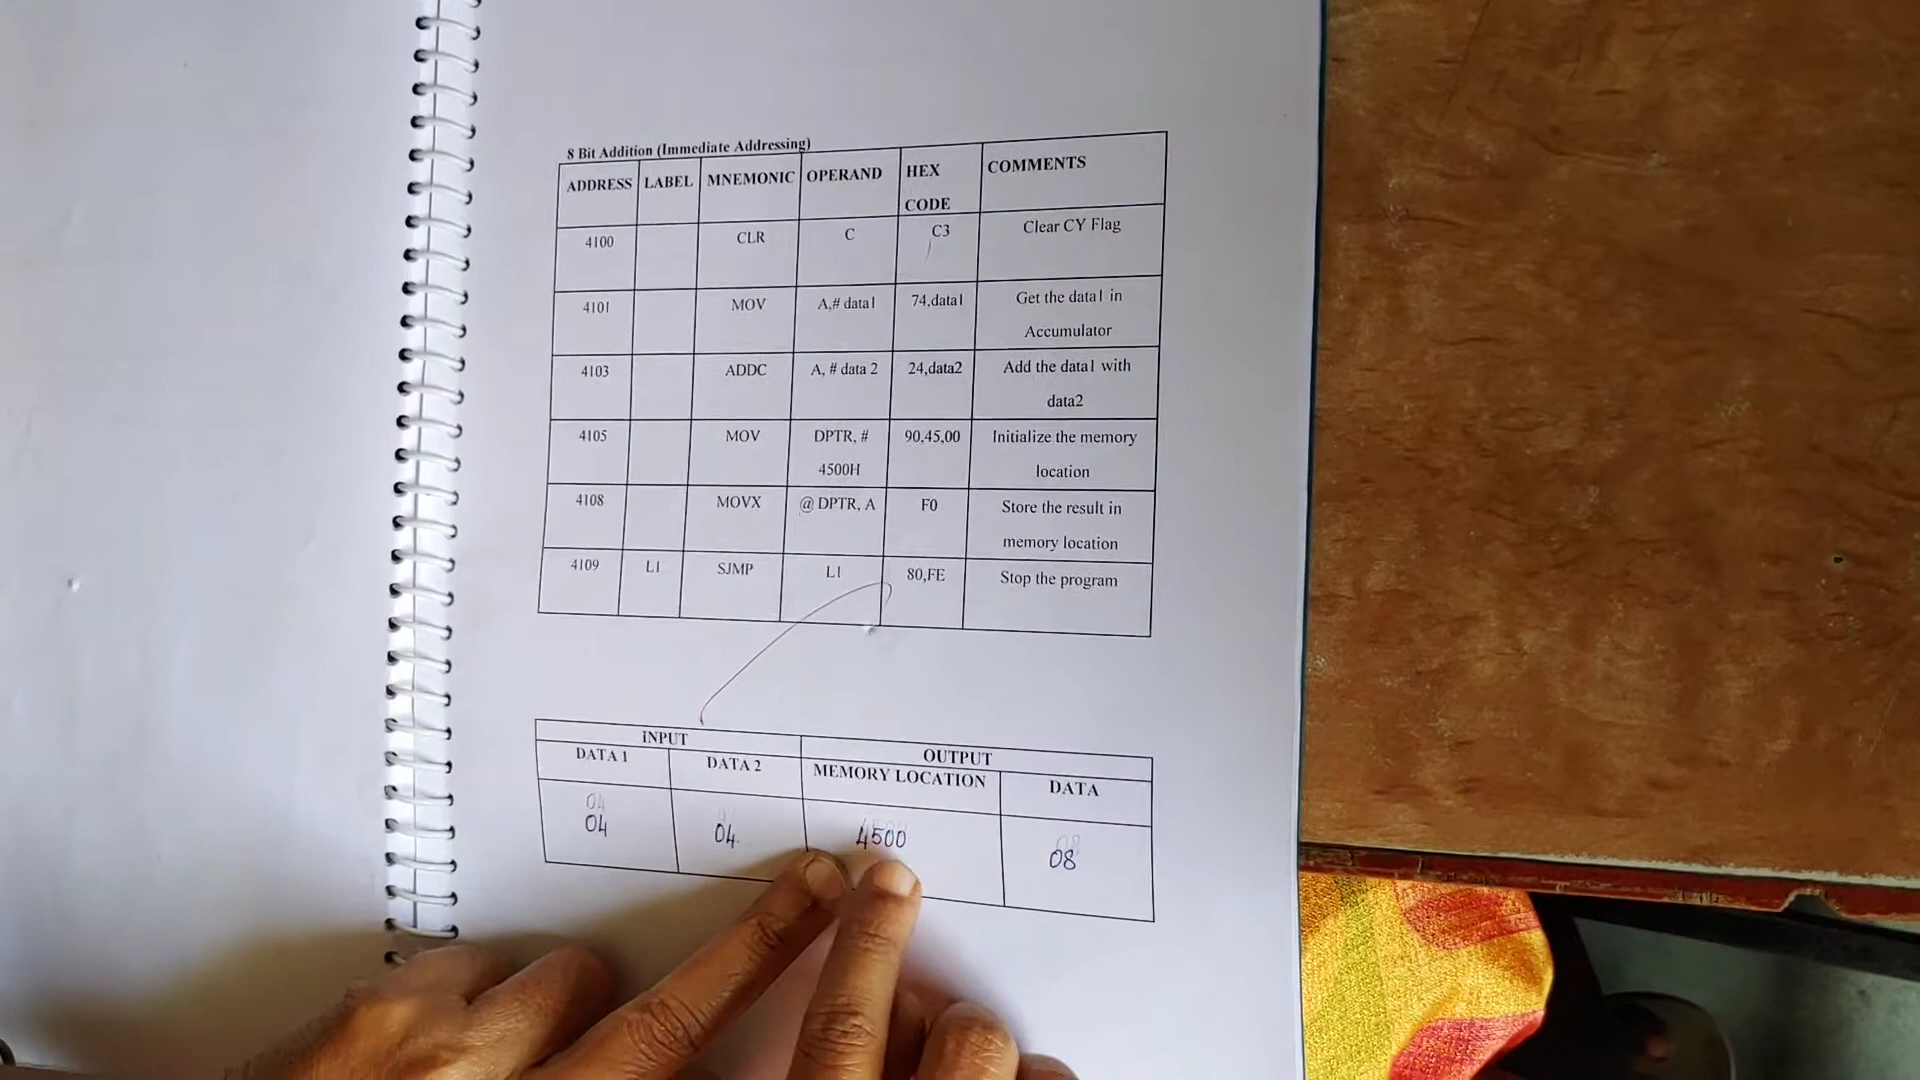 8 Bit Addition (Immediate Addressing)
ADDRESS LABEL MNEMONIC OPERAND HEX CODE COMMENTS
4100 CLR C C3 Clear CY Flag
4101 MOV A,# data1 74,data1 Get the data1 in
Accumulator
4103 ADDC A, # data 2 24,data2 Add the data1 with
data2
4105 MOV DPTR, # 90,45,00 Initialize the memory
4500H location
4108 MOVX @ DPTR, A F0 Store the result in
memory location
4109 L1 SJMP L1 80,FE Stop the program
INPUT OUTPUT
DATA 1 DATA 2 MEMORY LOCATION DATA
04
04 04 4500 08